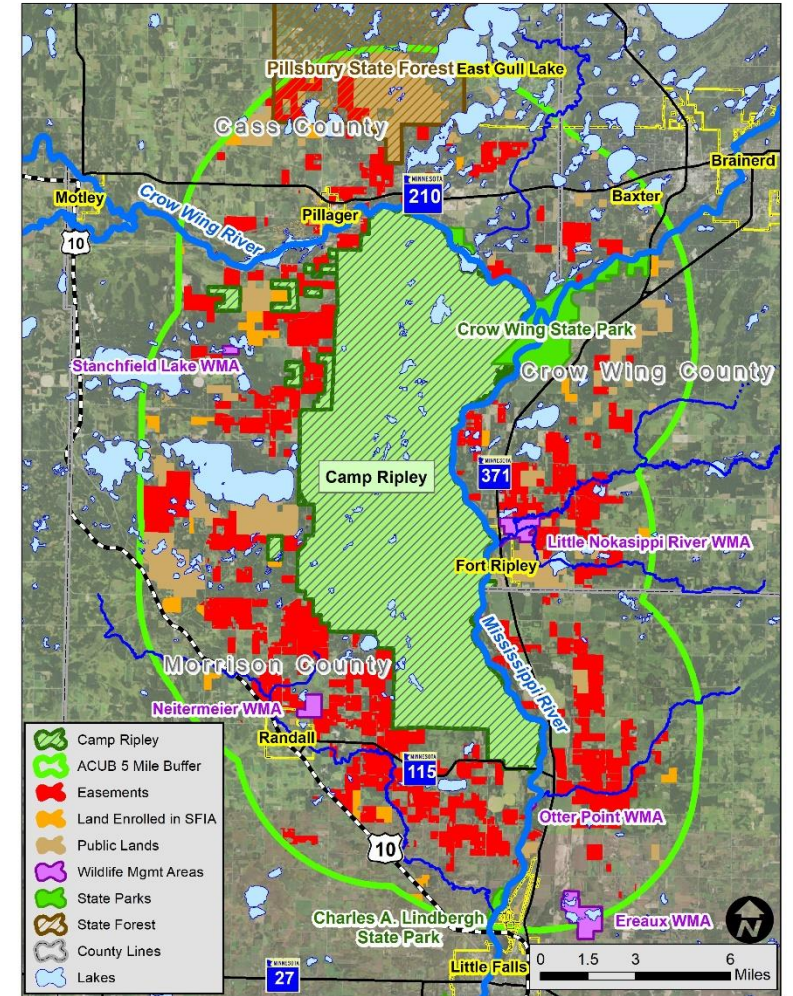 Pillsbury State Forest
East Gull Lake
Cass County
Brainerd
MINNESOTA
210
Motley
Baxter
Crow Wing River
Pillager
10
Crow Wing State Park
Stanchfield Lake WMA
Crow Wing County
Camp Ripley
MINNESOTA
371
Little Nokasippi River WMA
Fort Ripley
Mississippi River
Morrison County
Neitermeier WMA
Randall
MINNESOTA
115
Otter Point WMA
10
Charles A. Lindbergh
State Park
Ereaux WMA
Little Falls
MINNESOTA
27
Camp Ripley
ACUB 5 Mile Buffer
Easements
Land Enrolled in SFIA
Public Lands
Wildlife Mgmt Areas
State Parks
State Forest
County Lines
Lakes
N
0 1.5 3 6
Miles